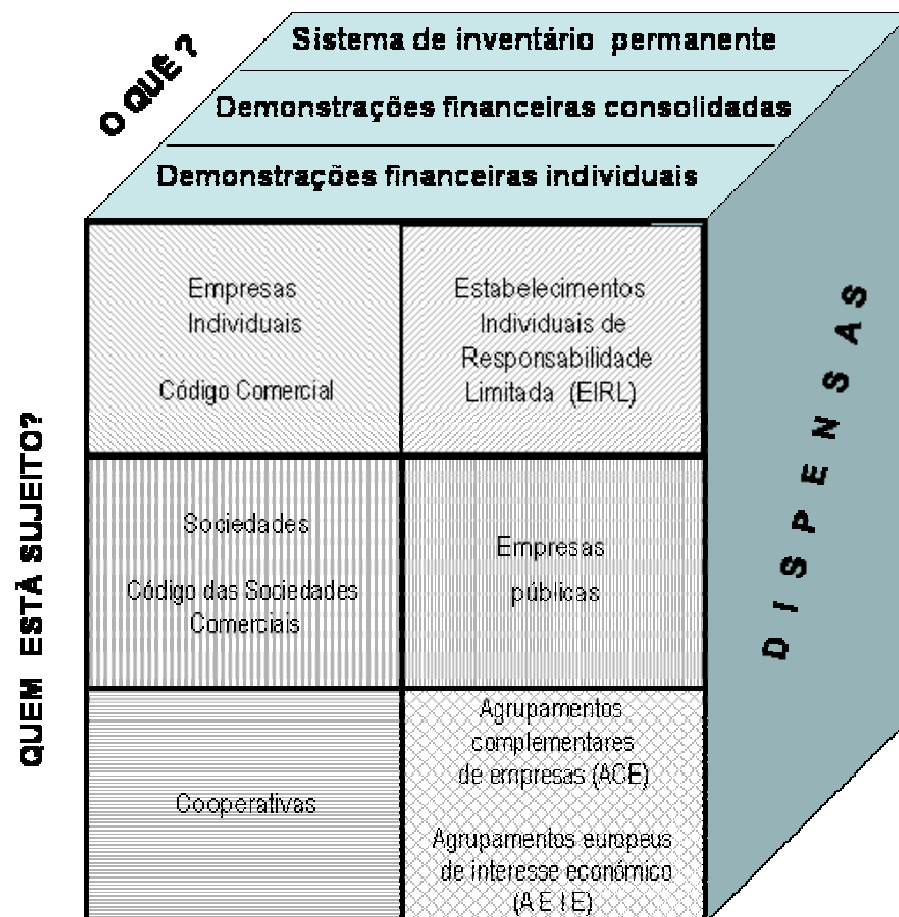 O QUÊ?
Sistema de inventário permanente
Demonstrações financeiras consolidadas
Demonstrações financeiras individuais
QUEM ESTÁ SUJEITO?
Empresas
Individuais
Código Comercial
Estabelecimentos
Individuais de
Responsabilidade
Limitada (EIRL)
Sociedades
Código das Sociedades
Comerciais
Empresas
públicas
Cooperativas
Agrupamentos
complementares
de empresas (ACE)
Agrupamentos europeus
de interesse económico
(A E I E)
DISPENSAS